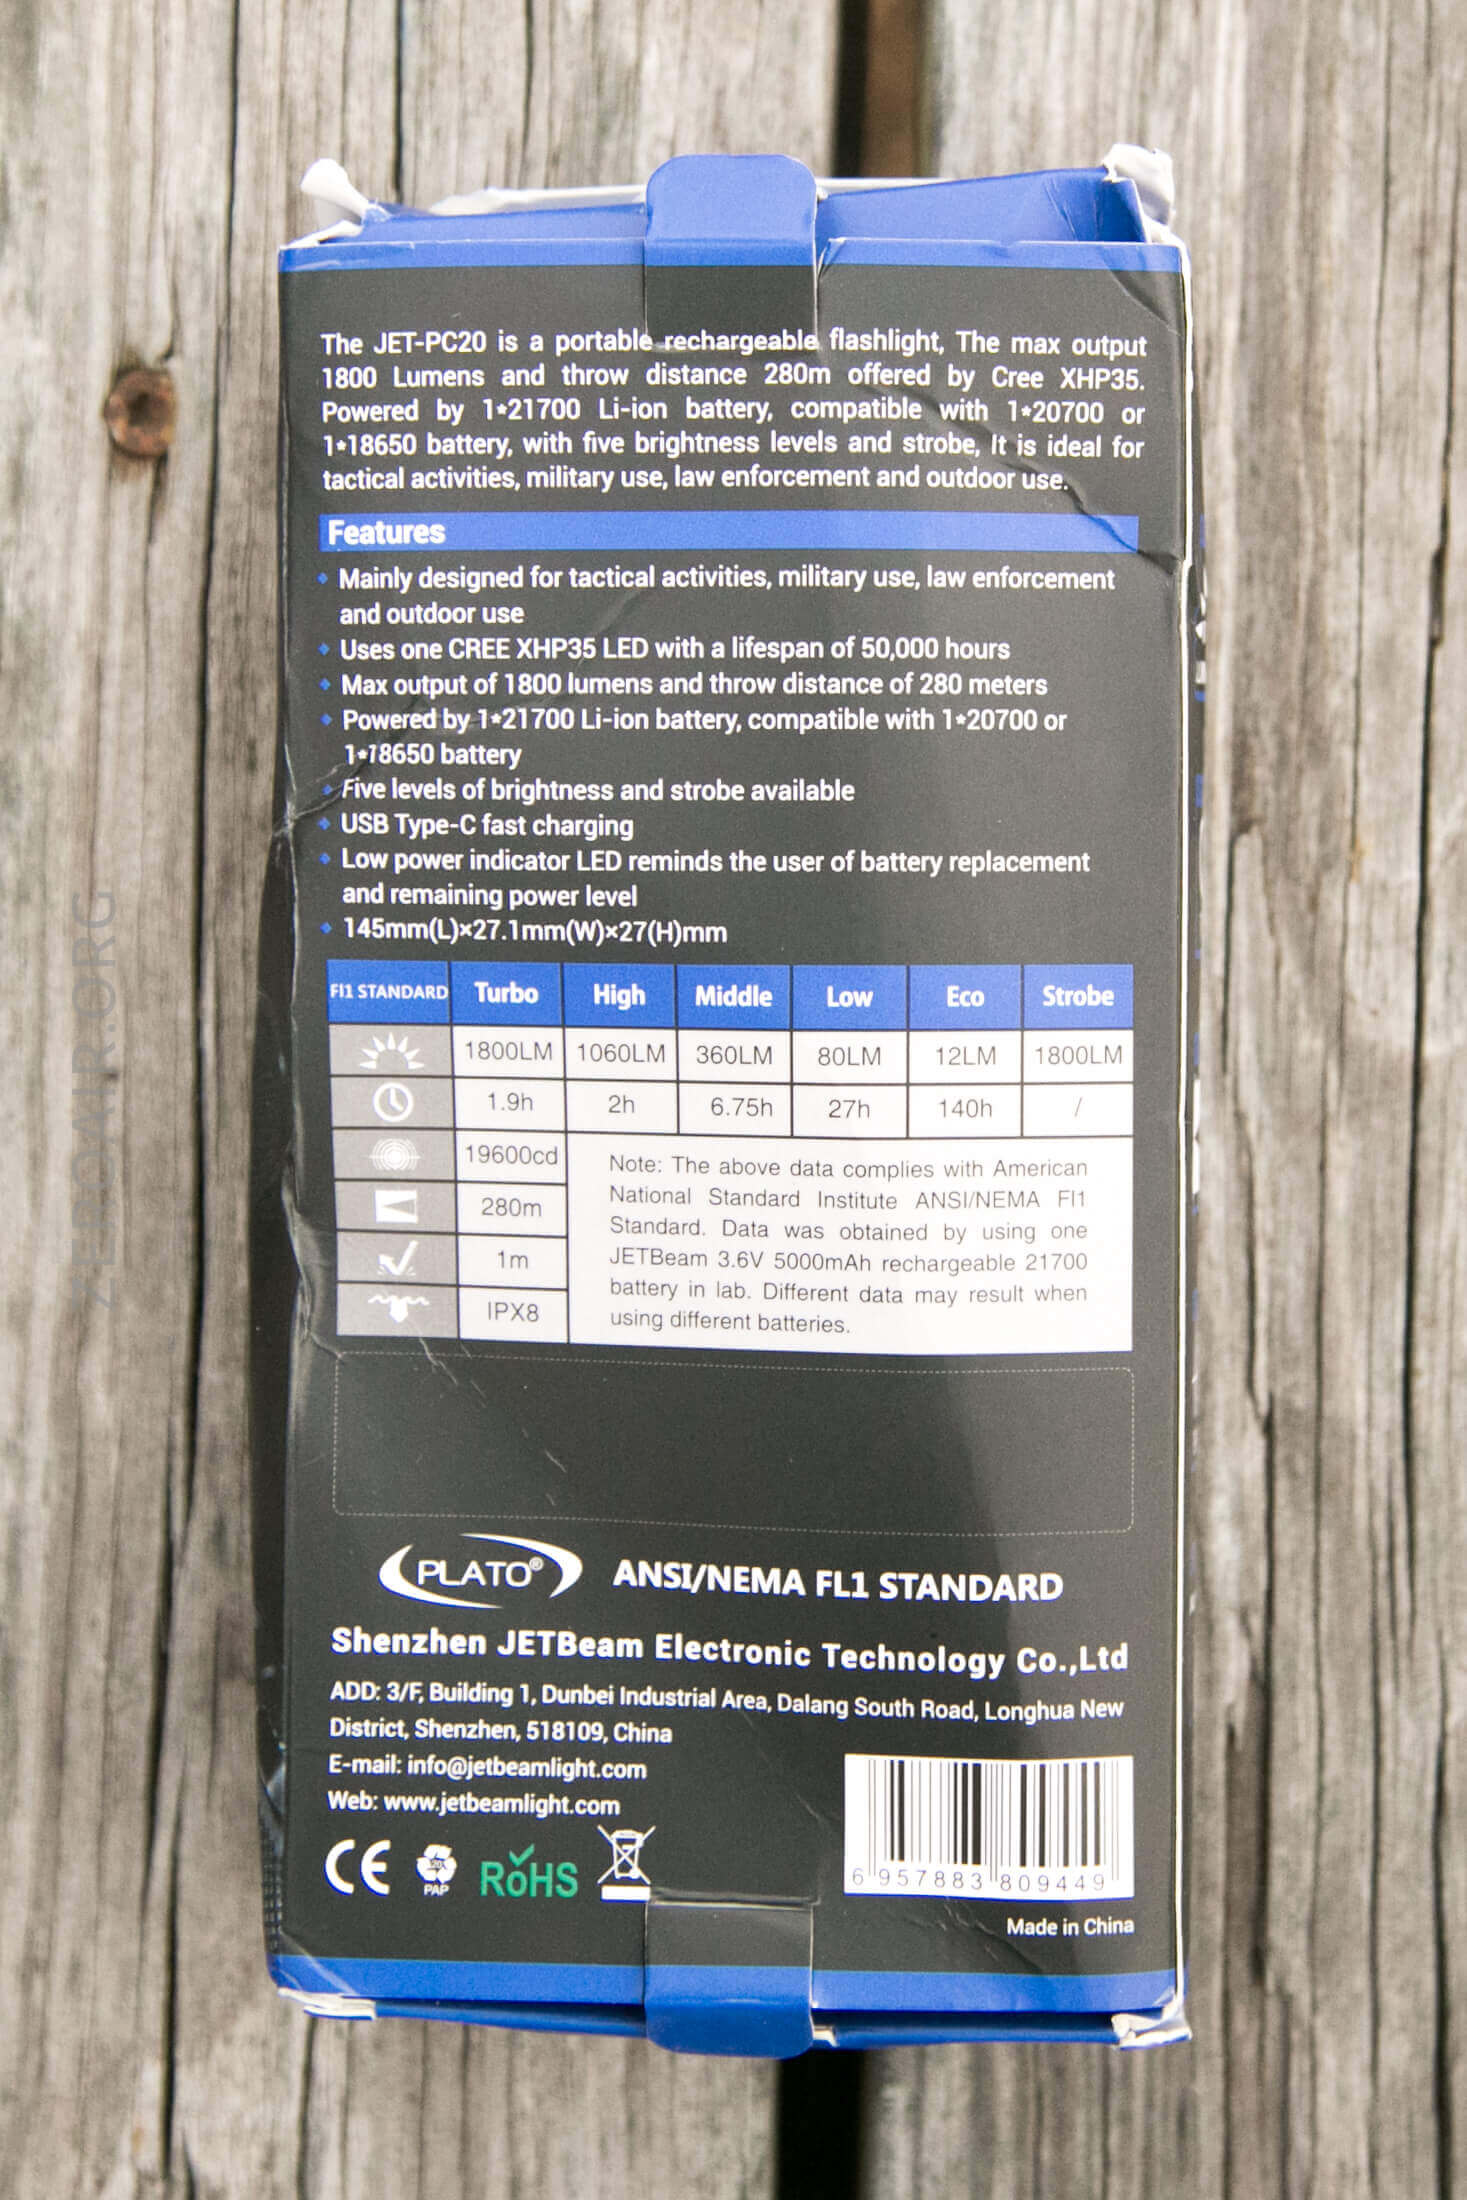 The JET-PC20 is a portable rechargeable flashlight, The max output
1800 Lumens and throw distance 280m offered by Cree XHP35.
Powered by 1*21700 Li-ion battery, compatible with 1*20700 or
1*18650 battery, with five brightness levels and strobe, It is ideal for
tactical activities, military use, law enforcement and outdoor use.
Features
Mainly designed for tactical activities, military use, law enforcement
and outdoor use
Uses one CREE XHP35 LED with a lifespan of 50,000 hours
Max output of 1800 lumens and throw distance of 280 meters
Powered by 1*21700 Li-ion battery, compatible with 1*20700 or
1*18650 battery
Five levels of brightness and strobe available
USB Type-C fast charging
Low power indicator LED reminds the user of battery replacement
and remaining power level
145mm(L)×27.1mm(W)×27(H)mm
Fl1 STANDARD Turbo High Middle Low Eco Strobe
1800LM 1060LM 360LM 80LM 12LM 1800LM
1.9h 2h 6.75h 27h 140h /
19600cd
280m
1m
IPX8
Note: The above data complies with American
National Standard Institute ANSI/NEMA Fl1
Standard. Data was obtained by using one
JETBeam 3.6V 5000mAh rechargeable 21700
battery in lab. Different data may result when
using different batteries.
PLATO® ANSI/NEMA FL1 STANDARD
Shenzhen JETBeam Electronic Technology Co.,Ltd
ADD: 3/F, Building 1, Dunbei Industrial Area, Dalang South Road, Longhua New
District, Shenzhen, 518109, China
E-mail: info@jetbeamlight.com
Web: www.jetbeamlight.com
CE PAP RoHS
6 957883 809449
Made in China
ZEROAIR.ORG